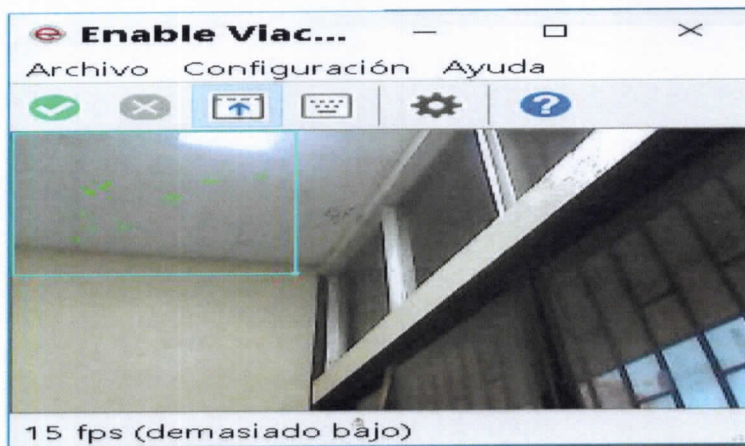 Enable Viac...
Archivo Configuración Ayuda
15 fps (demasiado bajo)